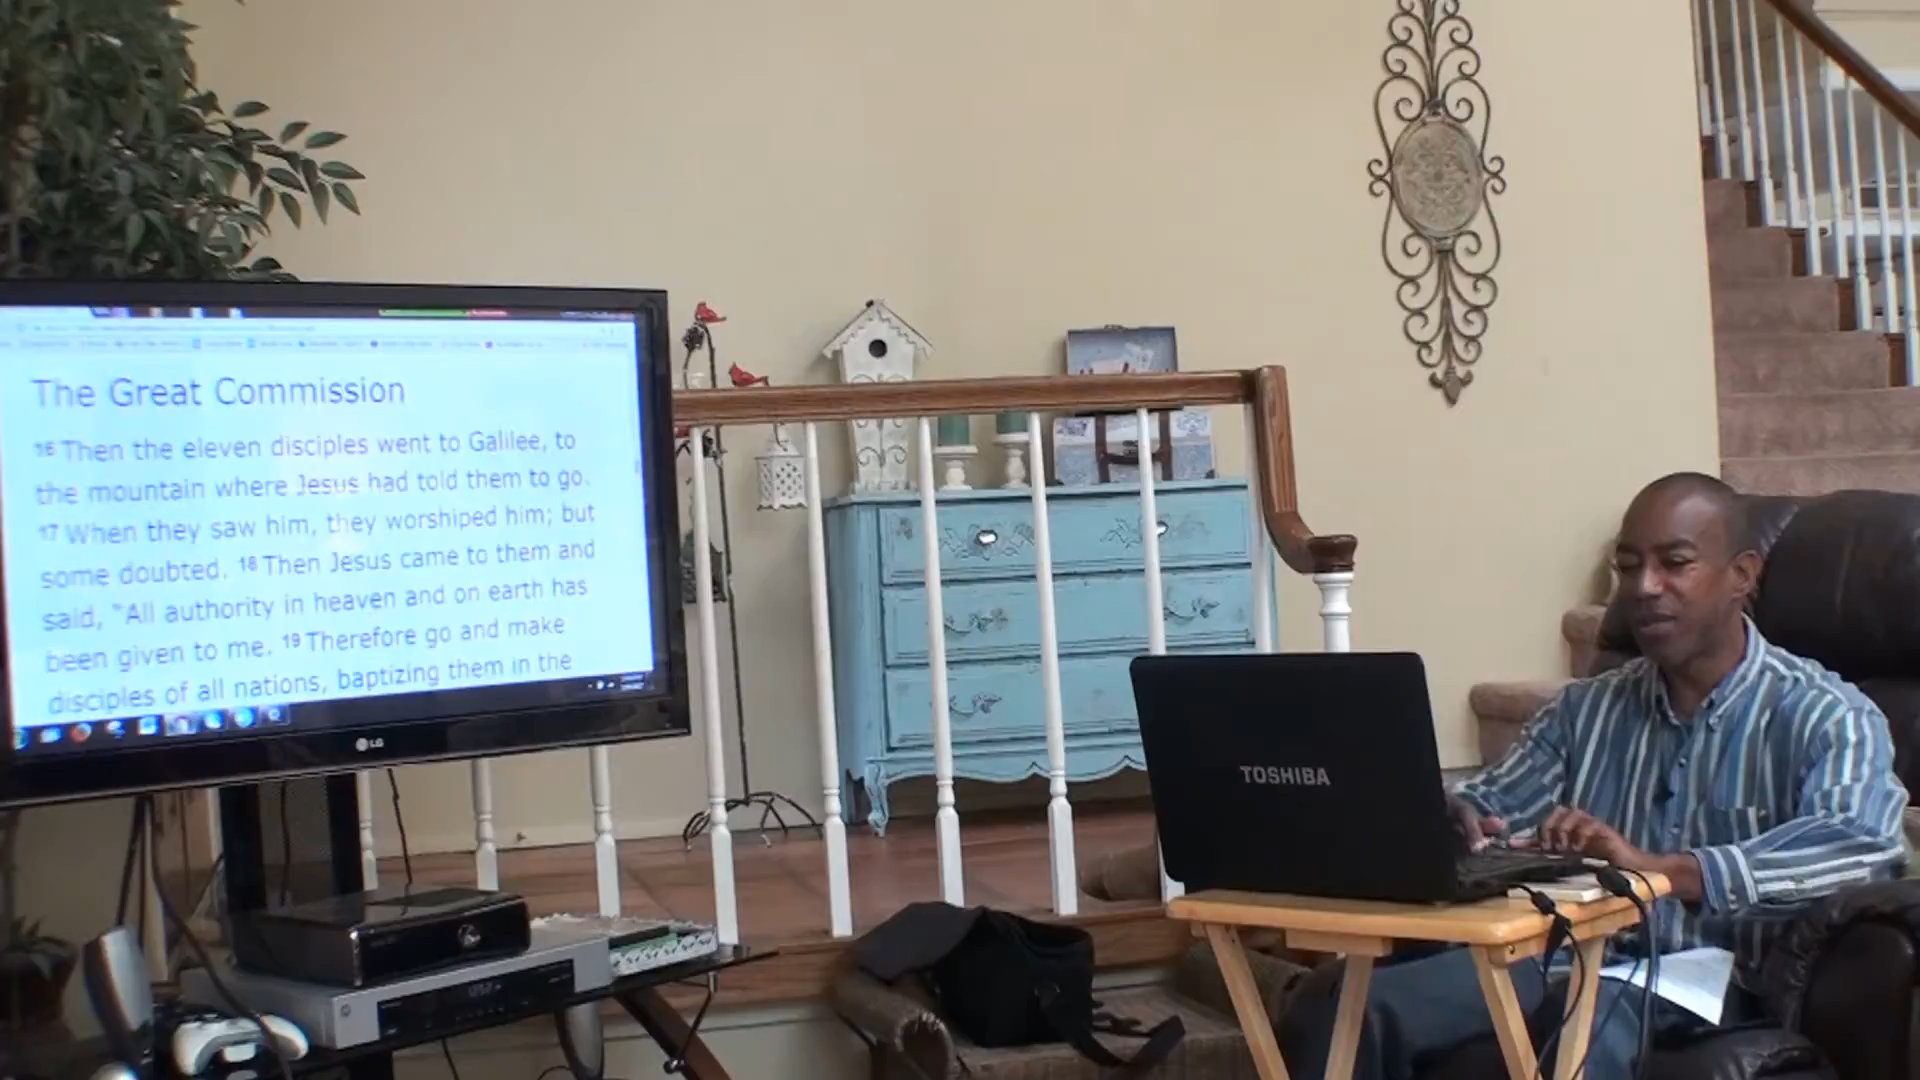 The Great Commission
16 Then the eleven disciples went to Galilee, to
the mountain where Jesus had told them to go.
17 When they saw him, they worshiped him; but
some doubted. 18 Then Jesus came to them and
said, "All authority in heaven and on earth has
been given to me. 19 Therefore go and make
disciples of all nations, baptizing them in the
LG
TOSHIBA